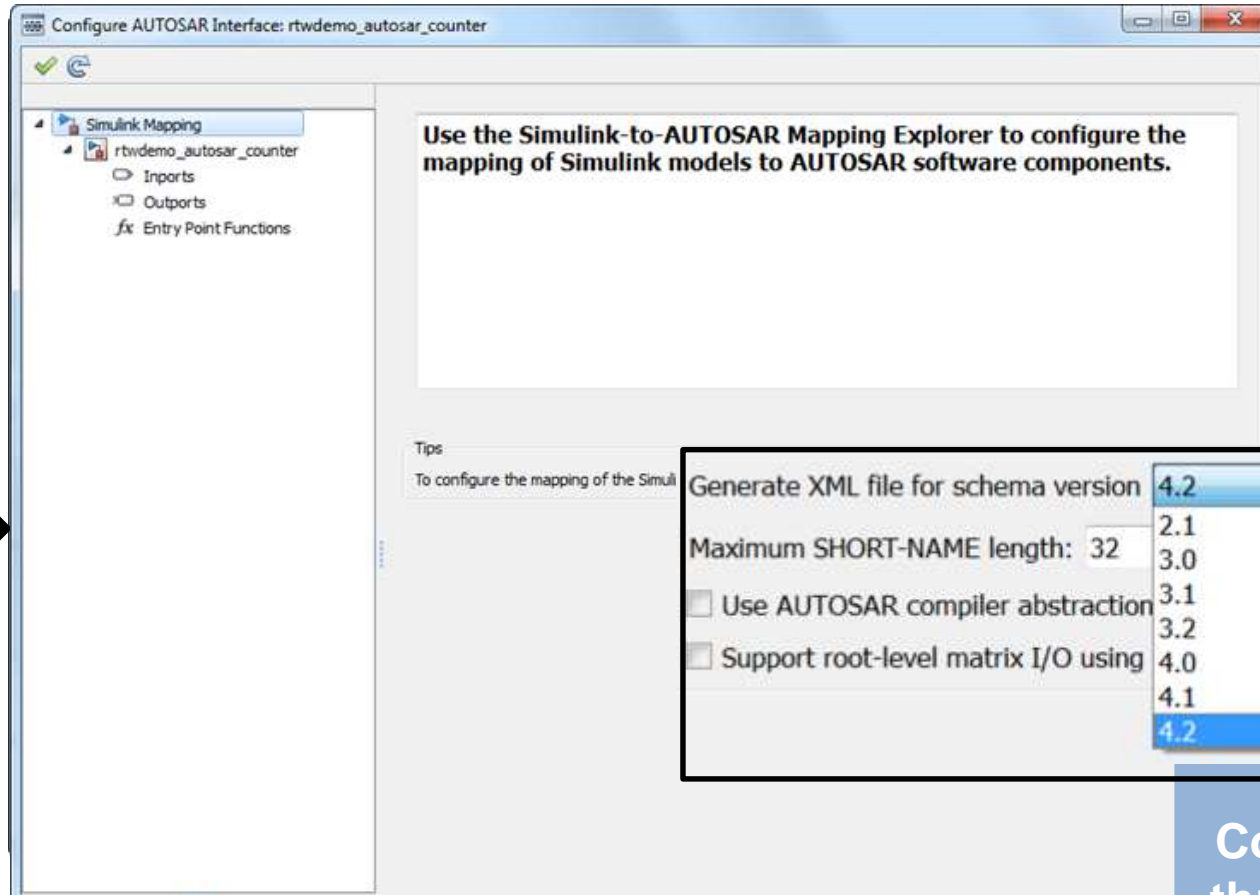 Configure AUTOSAR Interface: rtwdemo_autosar_counter
Simulink Mapping
rtwdemo_autosar_counter
Inports
Outports
fx Entry Point Functions
Use the Simulink-to-AUTOSAR Mapping Explorer to configure the
mapping of Simulink models to AUTOSAR software components.
Tips
To configure the mapping of the Simuli
Generate XML file for schema version 4.2
2.1
Maximum SHORT-NAME length: 32
3.0
Use AUTOSAR compiler abstraction
3.1
3.2
Support root-level matrix I/O using
4.0
4.1
4.2